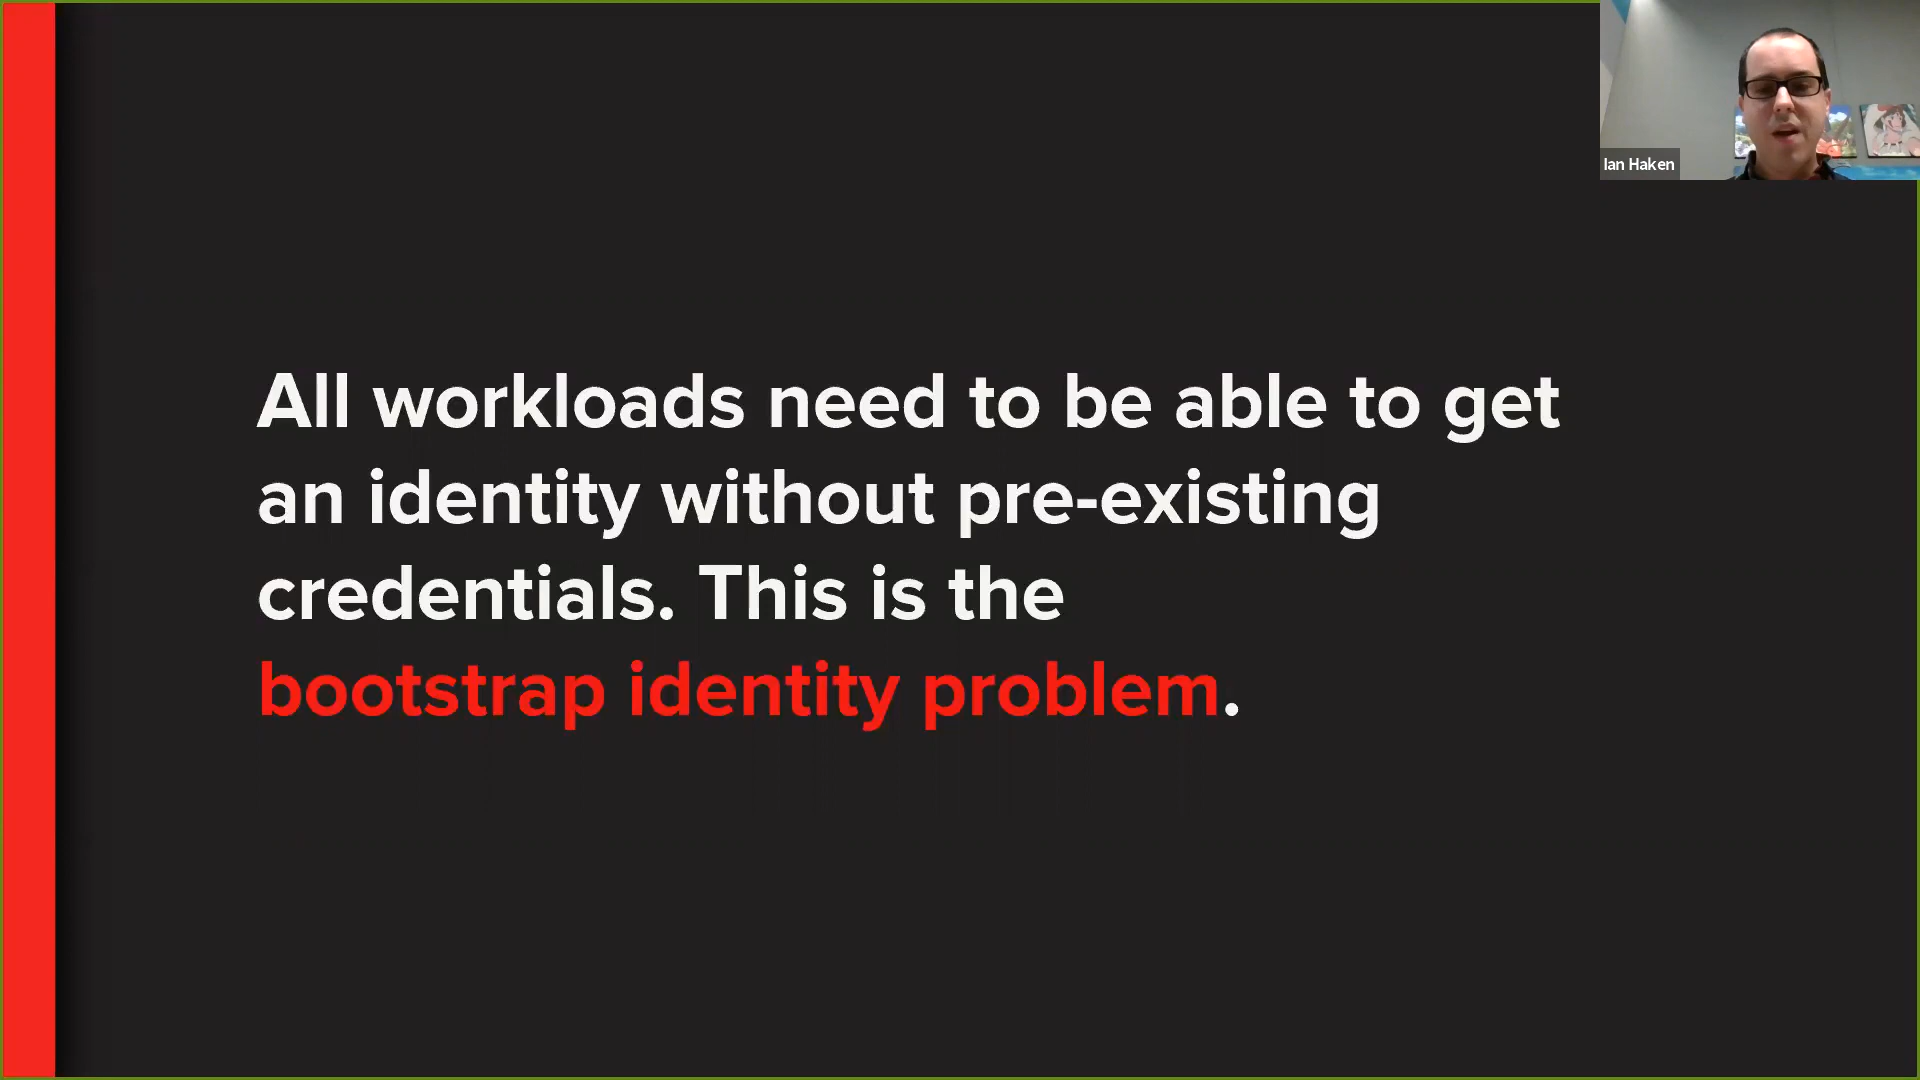 Ian Haken
All workloads need to be able to get
an identity without pre-existing
credentials. This is the
bootstrap identity problem.